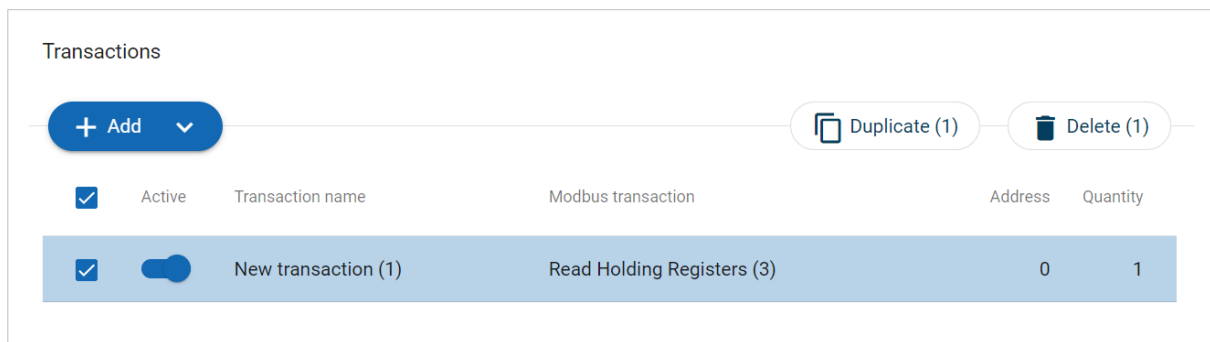 Transactions
Add
Duplicate (1)
Delete (1)
Active Transaction name Modbus transaction Address Quantity
New transaction (1) Read Holding Registers (3) 0 1